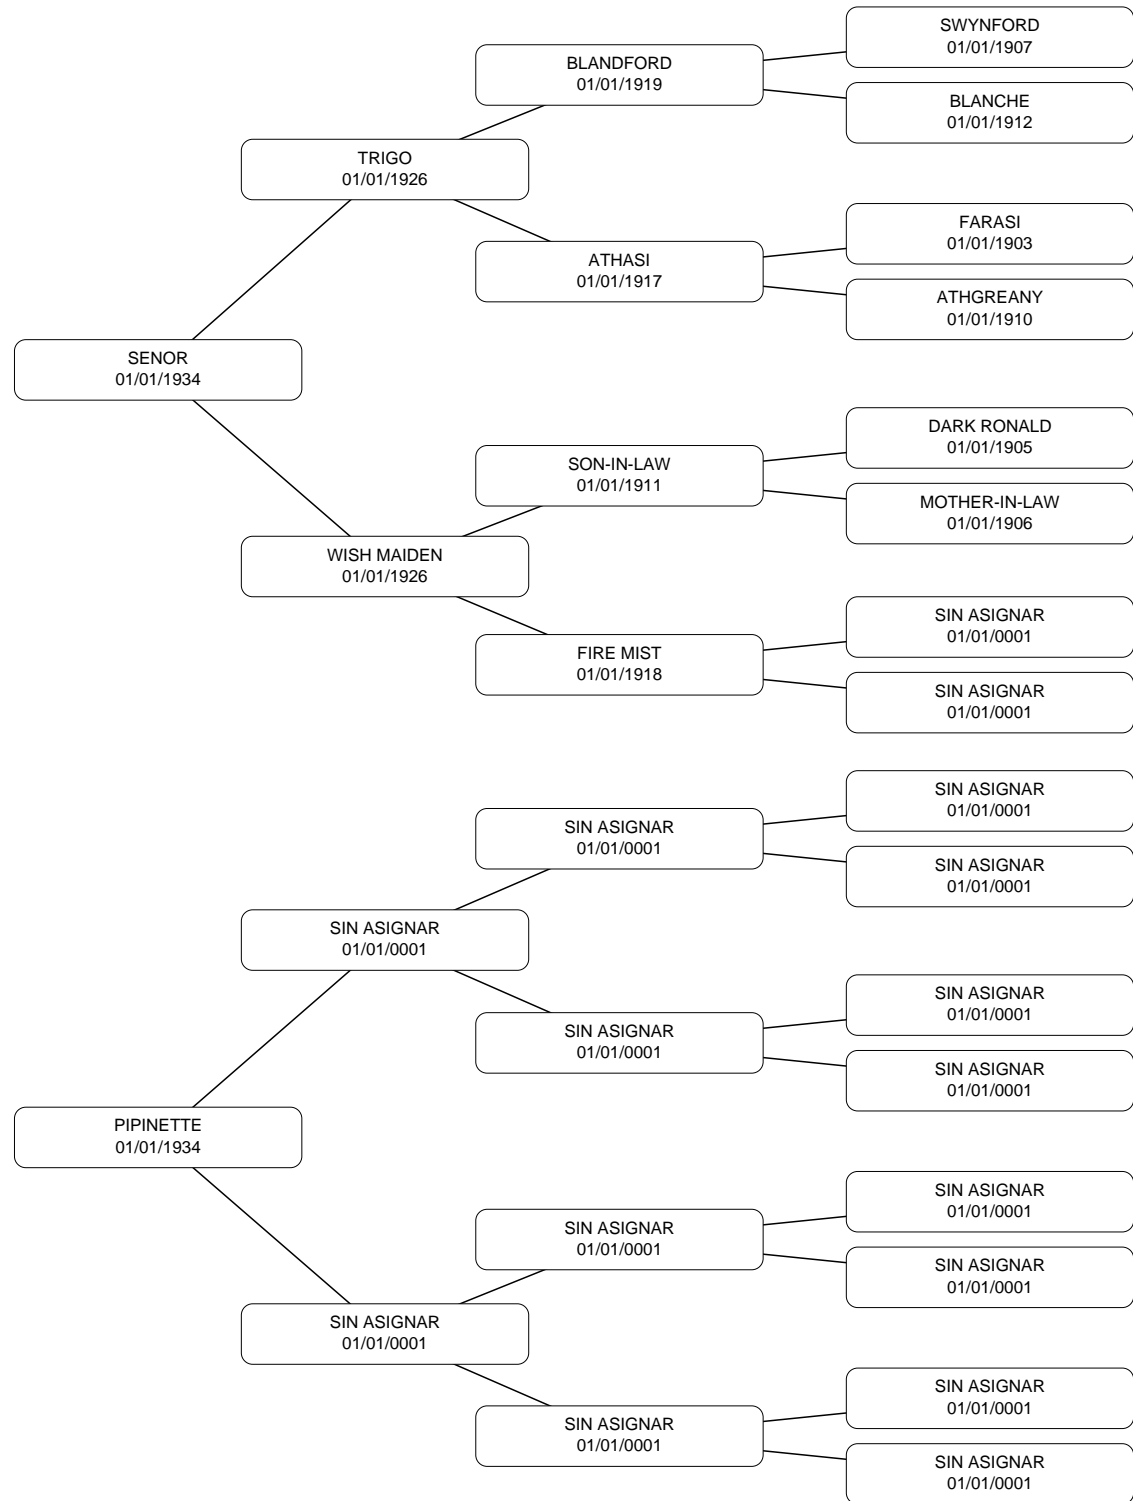 SWYNFORD
01/01/1907
BLANDFORD
01/01/1919
BLANCHE
01/01/1912
TRIGO
01/01/1926
FARASI
01/01/1903
ATHASI
01/01/1917
ATHGREANY
01/01/1910
SENOR
01/01/1934
DARK RONALD
01/01/1905
SON-IN-LAW
01/01/1911
MOTHER-IN-LAW
01/01/1906
WISH MAIDEN
01/01/1926
SIN ASIGNAR
01/01/0001
FIRE MIST
01/01/1918
SIN ASIGNAR
01/01/0001
SIN ASIGNAR
01/01/0001
SIN ASIGNAR
01/01/0001
SIN ASIGNAR
01/01/0001
SIN ASIGNAR
01/01/0001
SIN ASIGNAR
01/01/0001
SIN ASIGNAR
01/01/0001
SIN ASIGNAR
01/01/0001
PIPINETTE
01/01/1934
SIN ASIGNAR
01/01/0001
SIN ASIGNAR
01/01/0001
SIN ASIGNAR
01/01/0001
SIN ASIGNAR
01/01/0001
SIN ASIGNAR
01/01/0001
SIN ASIGNAR
01/01/0001
SIN ASIGNAR
01/01/0001